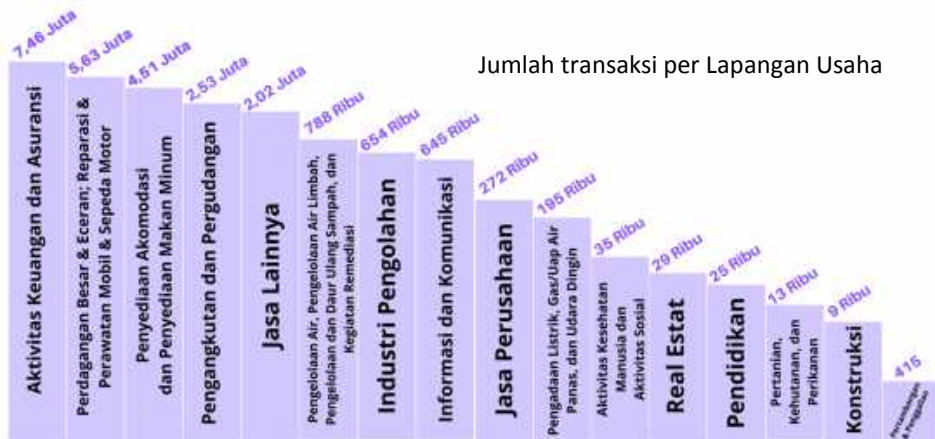 Jumlah transaksi per Lapangan Usaha
7,46 Juta
Aktivitas Keuangan dan Asuransi
5,63 Juta
Perdagangan Besar & Eceran; Reparasi &
Perawatan Mobil & Sepeda Motor
4,51 Juta
Penyediaan Akomodasi
dan Penyediaan Makan Minum
2,53 Juta
Pengangkutan dan Pergudangan
2,02 Juta
Jasa Lainnya
788 Ribu
Pengelolaan Air, Pengelolaan Air Limbah,
Pengelolaan dan Daur Ulang Sampah, dan
Kegiatan Remediasi
654 Ribu
Industri Pengolahan
645 Ribu
Informasi dan Komunikasi
272 Ribu
Jasa Perusahaan
195 Ribu
Pengadaan Listrik, Gas/Uap Air
Panas, dan Udara Dingin
35 Ribu
Aktivitas Kesehatan
Manusia dan
Aktivitas Sosial
29 Ribu
Real Estat
25 Ribu
Pendidikan
13 Ribu
Pertanian,
Kehutanan, dan
Perikanan
9 Ribu
Konstruksi
415
Pertambangan
Penggalian